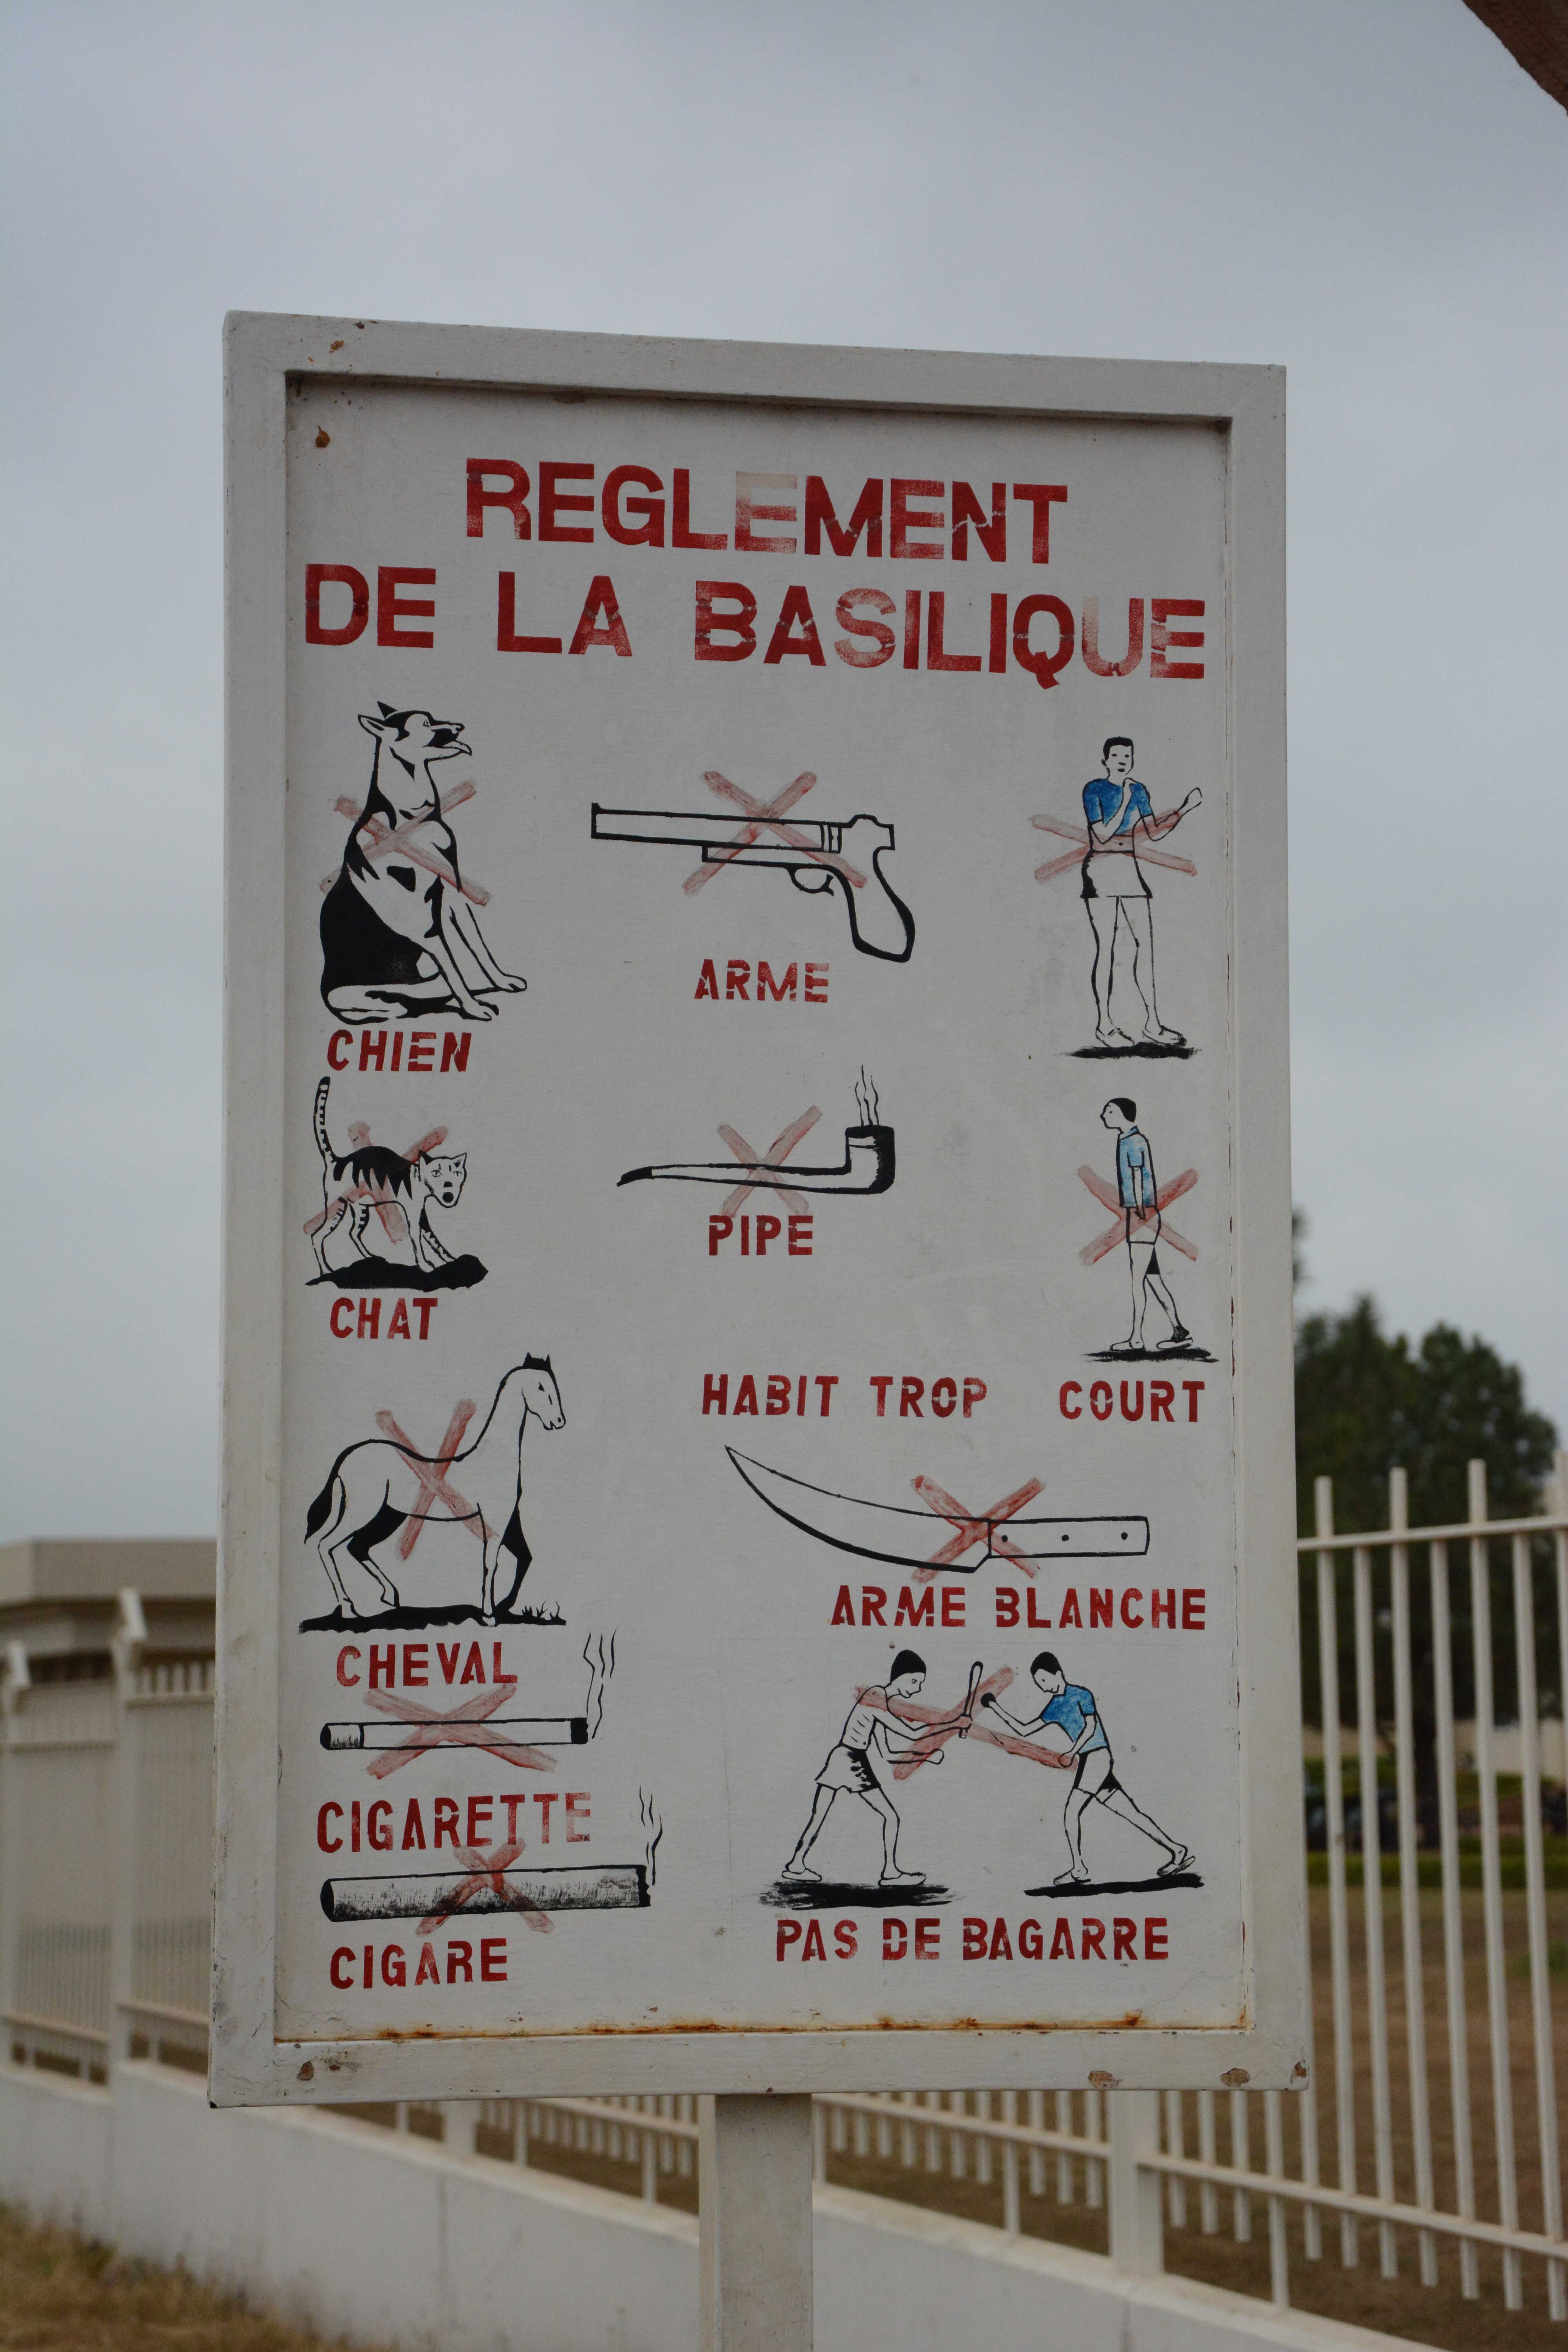 REGLEMENT
DE LA BASILIQUE
CHIEN
ARME
CHAT
PIPE
HABIT TROP COURT
CHEVAL
ARME BLANCHE
CIGARETTE
CIGARE
PAS DE BAGARRE